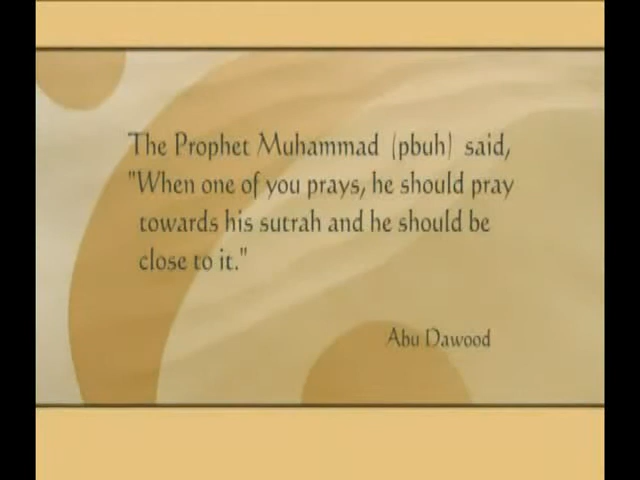 The Prophet Muhammad (pbuh) said,
"When one of you prays, he should pray
towards his sutrah and he should be
close to it."
Abu Dawood